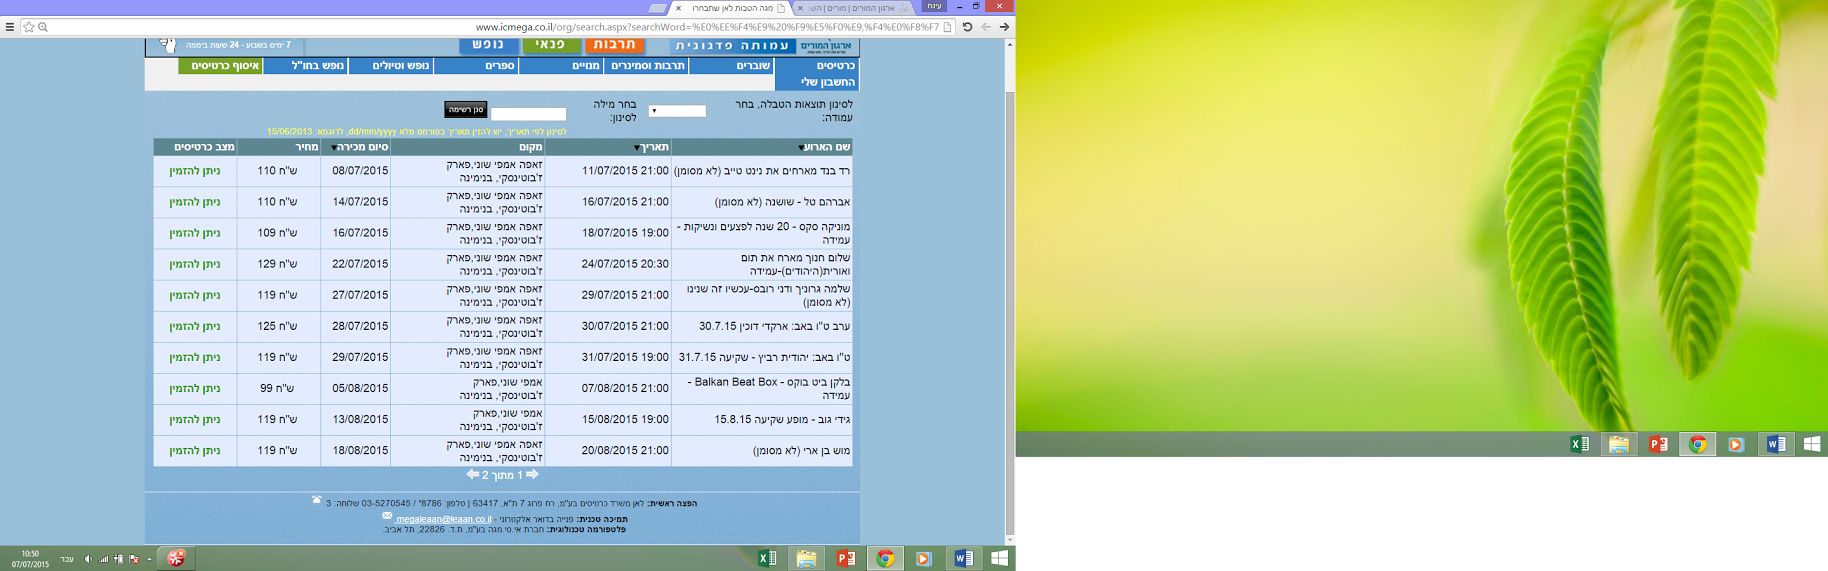 עינת
ארגון המורים | מורים | השו
מגה הטבות לאן שתבחרו
www.icmega.co.il/org/search.aspx?searchWord=%E0%EE%F4%E9%20%F9%E5%F0%E9,%F4%E0%F8%F7
ארגון המורים
עמותה פדגוגית
תרבות
פנאי
נופש
7 ימים בשבוע - 24 שעות ביממה
כרטיסים שוברים תרבות וסמינרים מנויים ספרים נופש וטיולים נופש בחו"ל איסוף כרטיסים
החשבון שלי
לסינון תוצאות הטבלה, בחר
עמודה:
בחר מילה
לסינון:
סנן רשימה
לסינון לפי תאריך, יש להזין תאריך בפורמט מלא dd/mm/yyyy, לדוגמא: 15/06/2013
שם הארוע תאריך מקום סיום מכירה מחיר מצב כרטיסים
רד בנד מארחים את נינט טייב (לא מסומן) 11/07/2015 21:00 זאפה אמפי שוני,פארק ז'בוטינסקי, בנימינה 08/07/2015 110 ש"ח ניתן להזמין
אברהם טל - שושנה (לא מסומן) 16/07/2015 21:00 זאפה אמפי שוני,פארק ז'בוטינסקי, בנימינה 14/07/2015 110 ש"ח ניתן להזמין
מוניקה סקס - 20 שנה לפצעים ונשיקות - עמידה 18/07/2015 19:00 זאפה אמפי שוני,פארק ז'בוטינסקי, בנימינה 16/07/2015 109 ש"ח ניתן להזמין
שלום חנוך מארח את תום ואורית(היהודים)-עמידה 24/07/2015 20:30 זאפה אמפי שוני,פארק ז'בוטינסקי, בנימינה 22/07/2015 129 ש"ח ניתן להזמין
שלמה גרוניך ודני רובס-עכשיו זה שנינו (לא מסומן) 29/07/2015 21:00 זאפה אמפי שוני,פארק ז'בוטינסקי, בנימינה 27/07/2015 119 ש"ח ניתן להזמין
ערב ט"ו באב: ארקדי דוכין 30.7.15 30/07/2015 21:00 זאפה אמפי שוני,פארק ז'בוטינסקי, בנימינה 28/07/2015 125 ש"ח ניתן להזמין
ט"ו באב: יהודית רביץ - שקיעה 31.7.15 31/07/2015 19:00 זאפה אמפי שוני,פארק ז'בוטינסקי, בנימינה 29/07/2015 119 ש"ח ניתן להזמין
בלקן ביט בוקס - Balkan Beat Box - עמידה 07/08/2015 21:00 אמפי שוני,פארק ז'בוטינסקי, בנימינה 05/08/2015 99 ש"ח ניתן להזמין
גידי גוב - מופע שקיעה 15.8.15 15/08/2015 19:00 אמפי שוני,פארק ז'בוטינסקי, בנימינה 13/08/2015 119 ש"ח ניתן להזמין
מוש בן ארי (לא מסומן) 20/08/2015 21:00 זאפה אמפי שוני,פארק ז'בוטינסקי, בנימינה 18/08/2015 119 ש"ח ניתן להזמין
1 מתוך 2
הפצה ראשית: לאן משרד כרטיסים בע"מ, רח פרוג 7 ת"א, 63417 | טלפון: 8786* / 03-5270545 שלוחה: 3
תמיכה טכנית: פנייה בדואר אלקטרוני - megaleaan@leaan.co.il
פלטפורמה טכנולוגית: חברת אי.סי.מגה בע"מ, ת.ד. 22826, תל אביב.
עבר
10:50
07/07/2015